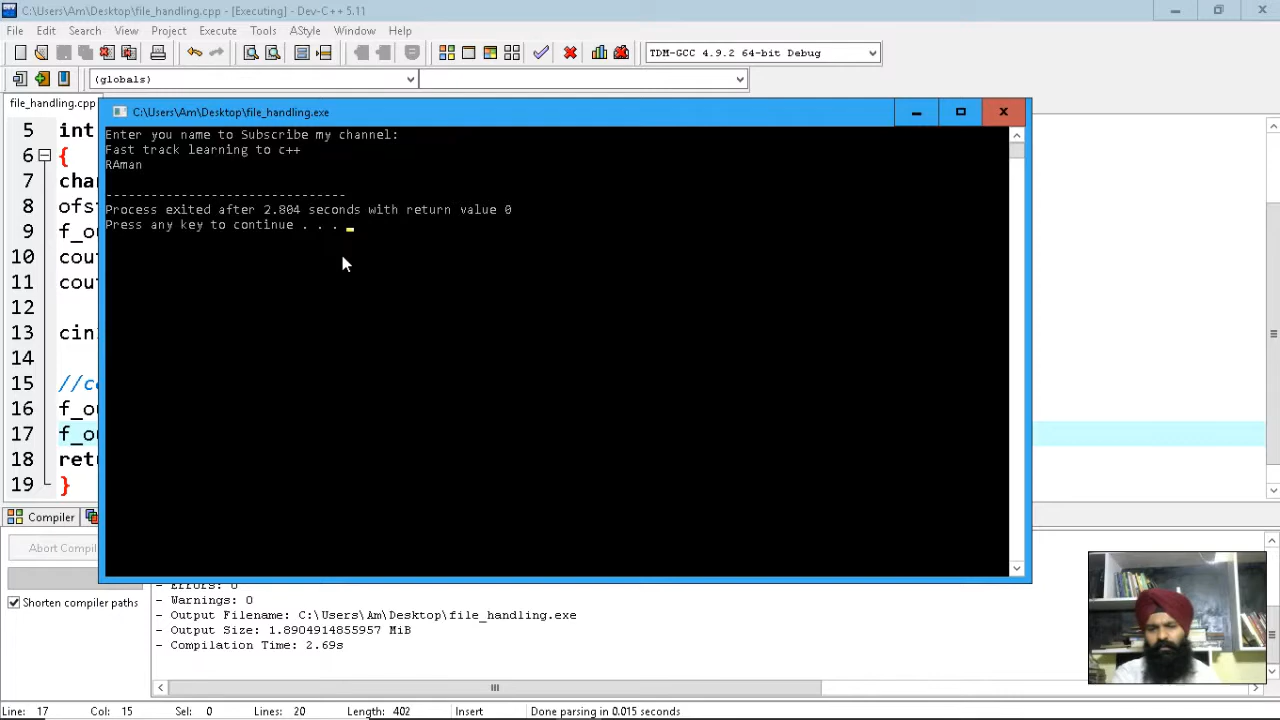 C:\Users\Am\Desktop\file_handling.cpp - [Executing] - Dev-C++ 5.11
File Edit Search View Project Execute Tools AStyle Window Help
TDM-GCC 4.9.2 64-bit Debug
(globals)
file_handling.cpp
C:\Users\Am\Desktop\file_handling.exe
Enter you name to Subscribe my channel:
Fast track learning to c++
RAman
--------------------------------
Process exited after 2.804 seconds with return value 0
Press any key to continue . . .
5 int
6 {
7 cha
8 ofs
9 f_o
10 cou
11 cou
12
13 cin
14
15 //c
16 f_o
17 f_o
18 ret
19 }
Compiler
Abort Compil
Shorten compiler paths
- Errors: 0
- Warnings: 0
- Output Filename: C:\Users\Am\Desktop\file_handling.exe
- Output Size: 1.8904914855957 MiB
- Compilation Time: 2.69s
Line: 17 Col: 15 Sel: 0 Lines: 20 Length: 402 Insert Done parsing in 0.015 seconds